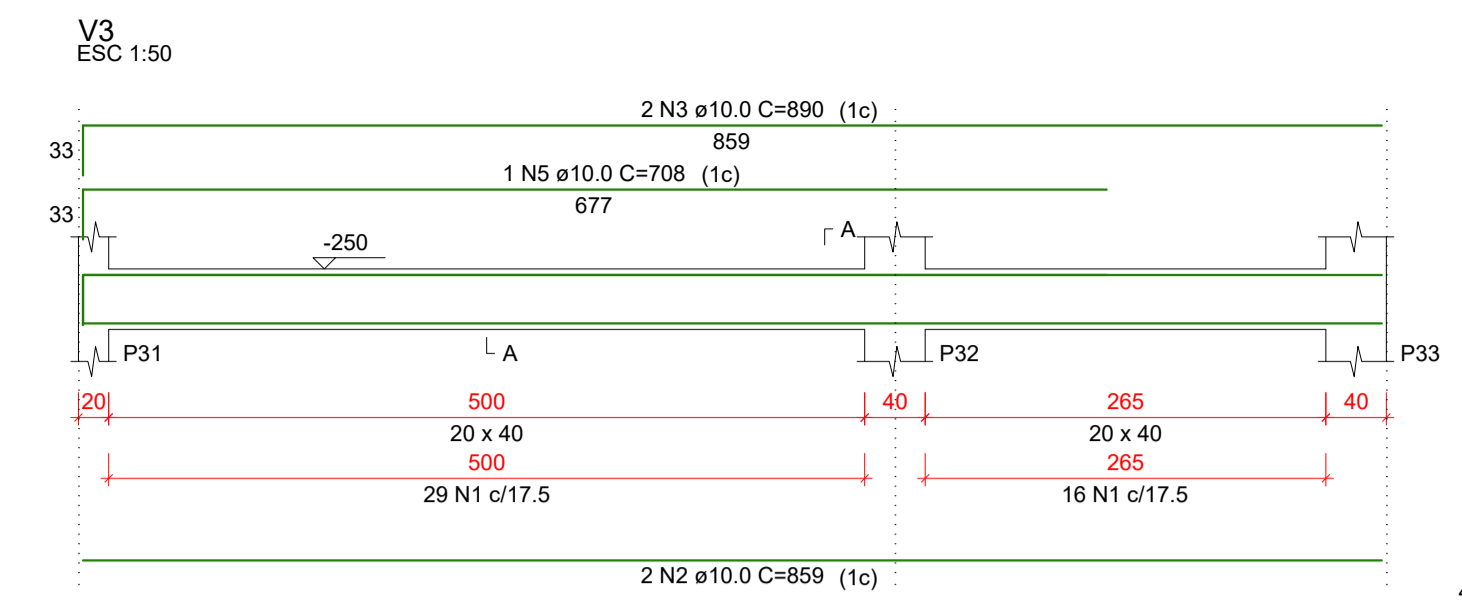 V3
ESC 1:50
2 N3 ø10.0 C=890 (1c)
859
33
1 N5 ø10.0 C=708 (1c)
677
33
A
-250
P31
A
P32
P33
20
500
40
265
40
20 x 40
20 x 40
500
265
29 N1 c/17.5
16 N1 c/17.5
2 N2 ø10.0 C=859 (1c)